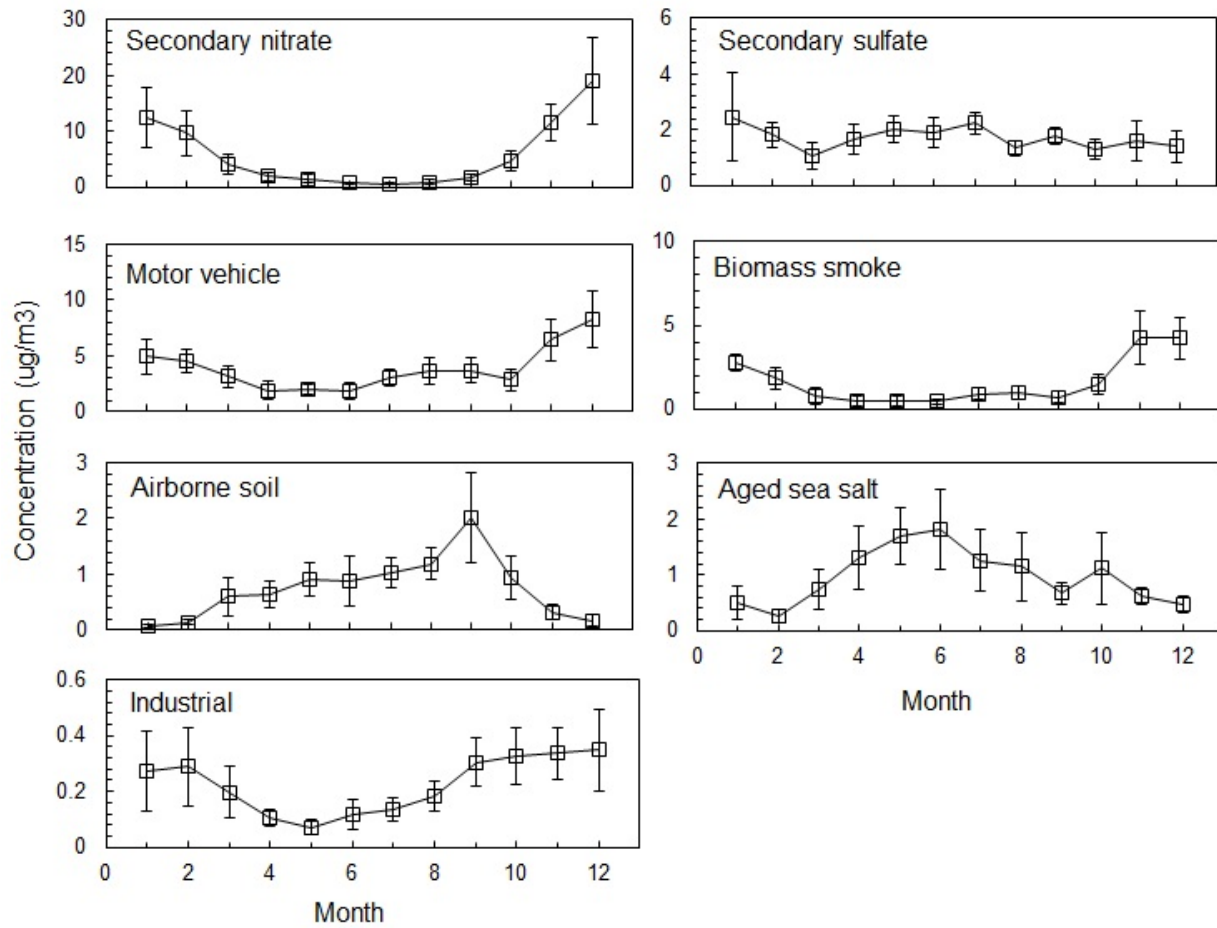 Concentration (ug/m3)
Secondary nitrate
30
20
10
0
Secondary sulfate
6
4
2
0
Motor vehicle
15
10
5
0
Biomass smoke
10
5
0
Airborne soil
3
2
1
0
Aged sea salt
3
2
1
0
0 2 4 6 8 10 12
Month
Industrial
0.6
0.4
0.2
0
0 2 4 6 8 10 12
Month